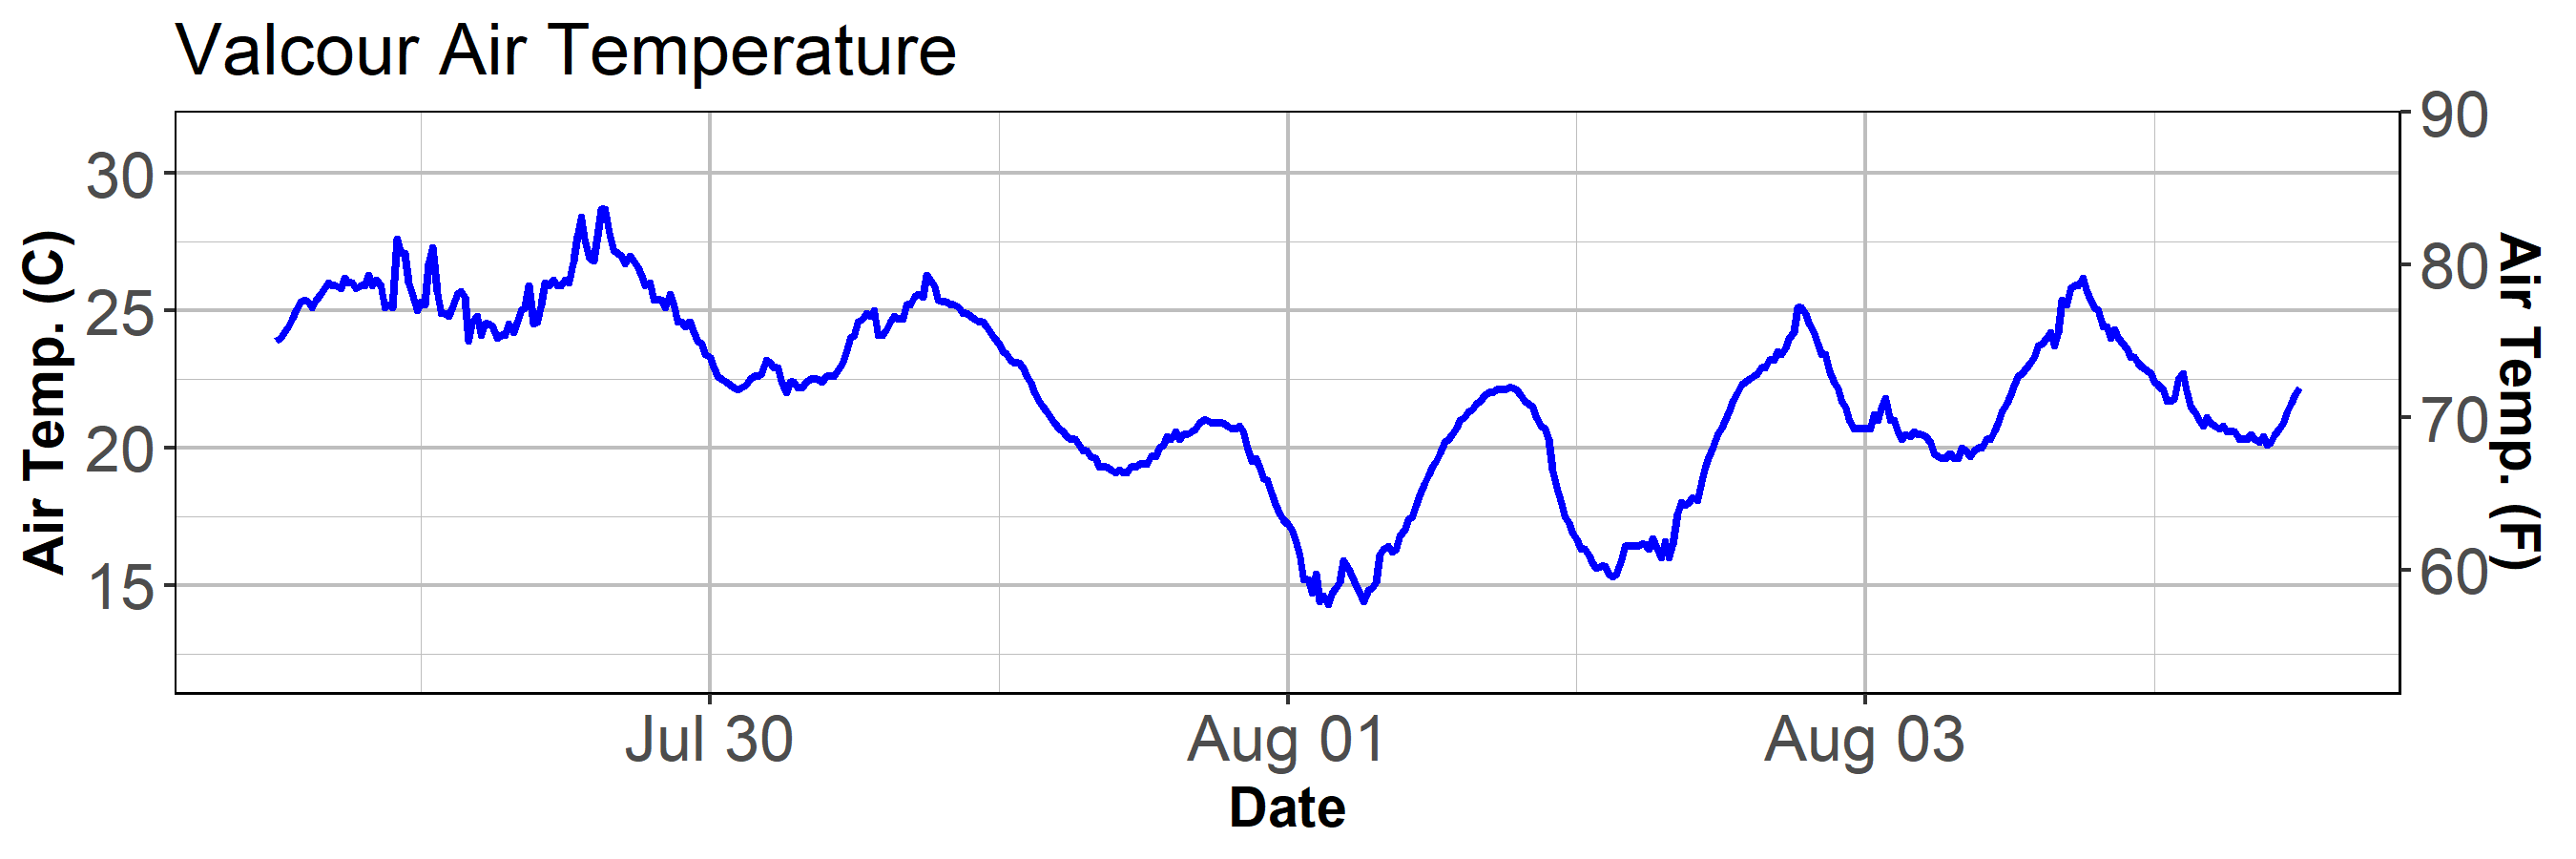 Valcour Air Temperature
Air Temp. (C)
30
25
20
15
90
80
70
60
Air Temp. (F)
Jul 30
Aug 01
Aug 03
Date